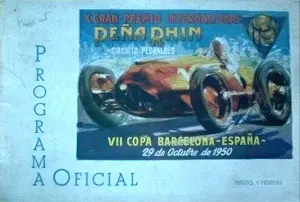 X GRAN PREMIO INTERNACIONAL
PEÑA RHIN
CIRCUITO PEDRALBES
VII COPA BARCELONA-ESPAÑA-
29 de Octubre de 1950
PROGRAMA
OFICIAL